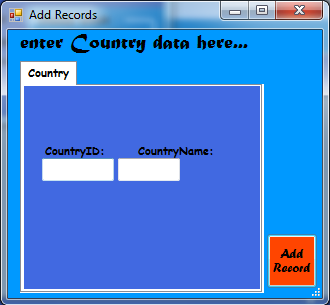 Add Records
enter Country data here...
Country
CountryID: CountryName:
Add
Record